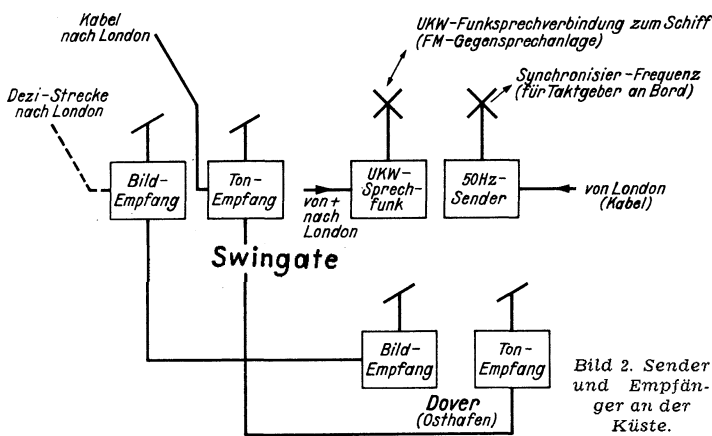 Kabel
nach London
UKW-Funksprechverbindung zum Schiff
(FM-Gegensprechanlage)
Dezi-Strecke
nach London
Synchronisier-Frequenz
(für Taktgeber an Bord)
Bild-
Empfang
Ton-
Empfang
von +
nach
London
UKW-
Sprech-
funk
50Hz-
Sender
von London
(Kabel)
Swingate
Bild-
Empfang
Ton-
Empfang
Dover
(Osthafen)
Bild 2. Sender
und Empfän-
ger an der
Küste.